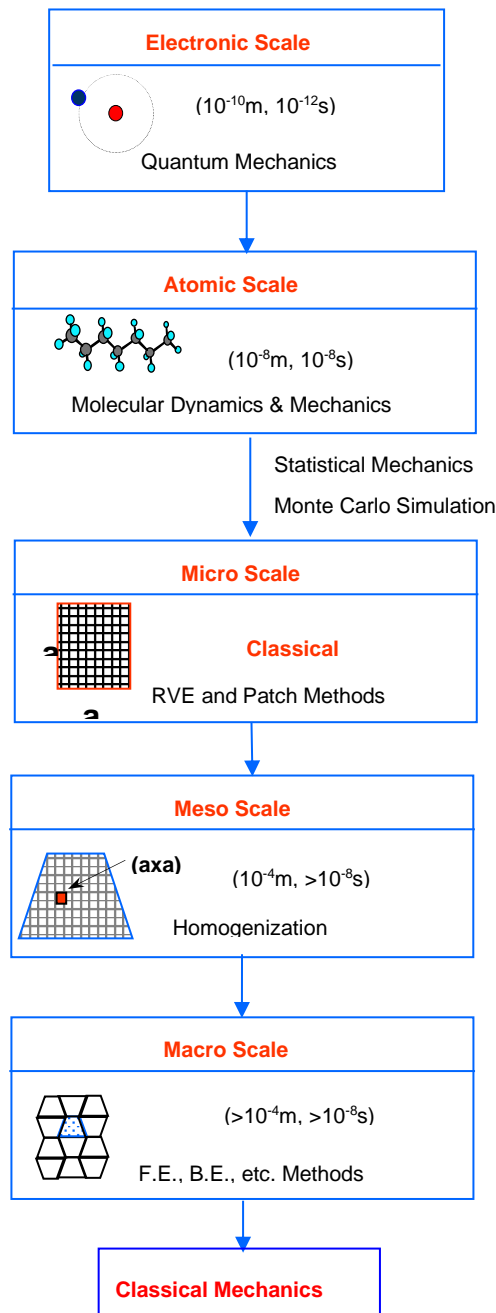 Electronic Scale
(10⁻¹⁰m, 10⁻¹²s)
Quantum Mechanics
Atomic Scale
(10⁻⁸m, 10⁻⁸s)
Molecular Dynamics & Mechanics
Statistical Mechanics
Monte Carlo Simulation
Micro Scale
Classical
a
RVE and Patch Methods
a
Meso Scale
(axa)
(10⁻⁴m, >10⁻⁸s)
Homogenization
Macro Scale
(>10⁻⁴m, >10⁻⁸s)
F.E., B.E., etc. Methods
Classical Mechanics